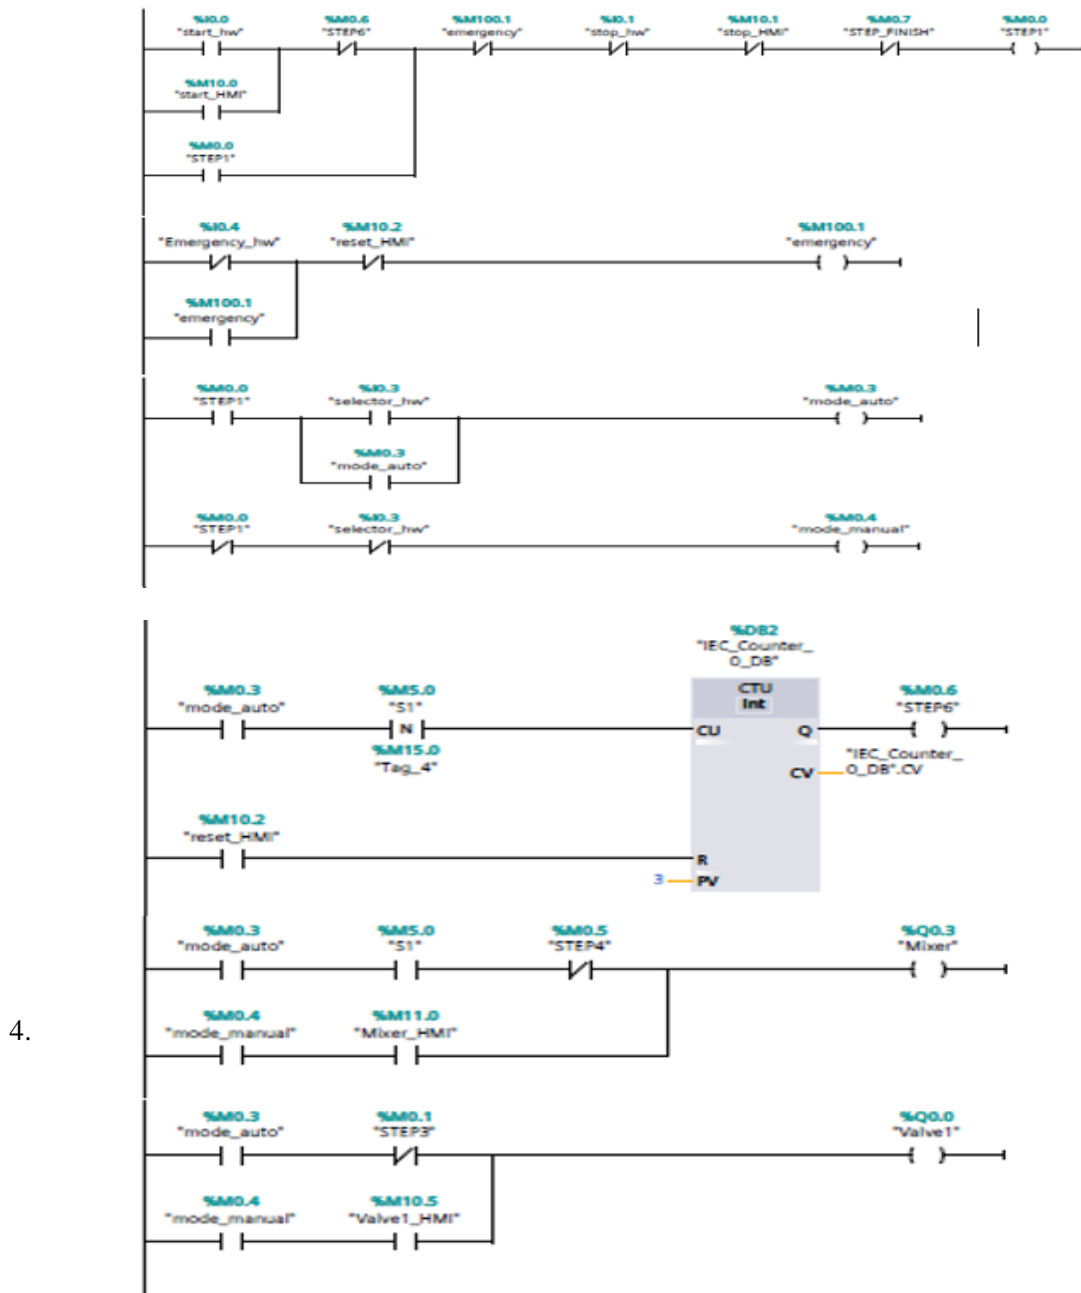 %I0.0 %M0.6 %M100.1 %I0.1 %M10.1 %M0.7 %M0.0
"start_hw" "STEP6" "emergency" "stop_hw" "stop_HMI" "STEP_FINISH" "STEP1"
%M10.0
"start_HMI"
%M0.0
"STEP1"
%I0.4 %M10.2 %M100.1
"Emergency_hw" "reset_HMI" "emergency"
%M100.1
"emergency"
%M0.0 %I0.3 %M0.3
"STEP1" "selector_hw" "mode_auto"
%M0.3
"mode_auto"
%M0.0 %I0.3 %M0.4
"STEP1" "selector_hw" "mode_manual"
%DB2
"IEC_Counter_
0_DB"
%M0.3 %M5.0 CTU %M0.6
"mode_auto" "S1" Int "STEP6"
N CU Q
%M15.0 "IEC_Counter_
"Tag_4" CV 0_DB".CV
%M10.2
"reset_HMI"
R
3 PV
%M0.3 %M5.0 %M0.5 %Q0.3
"mode_auto" "S1" "STEP4" "Mixer"
%M0.4 %M11.0
4. "mode_manual" "Mixer_HMI"
%M0.3 %M0.1 %Q0.0
"mode_auto" "STEP3" "Valve1"
%M0.4 %M10.5
"mode_manual" "Valve1_HMI"